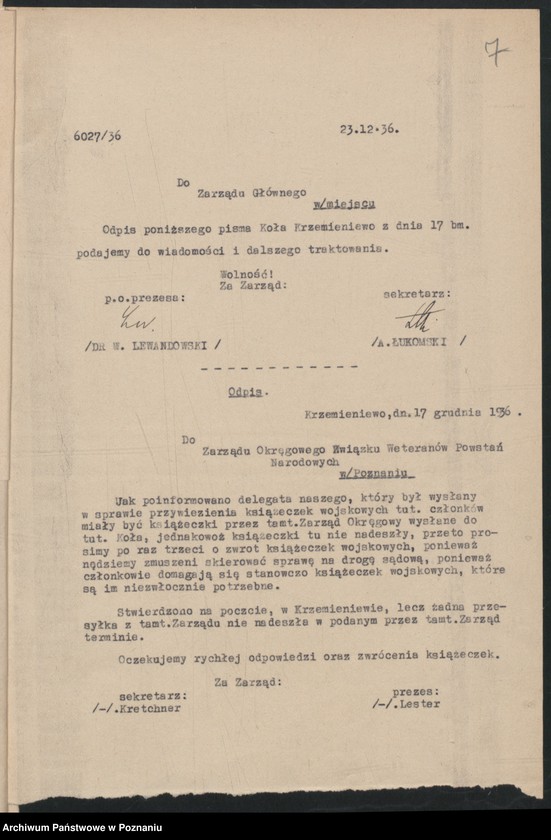 7
6027/36 23.12.36.
Do
Zarządu Głównego
w/miejscu
Odpis poniższego pisma Koła Krzemieniewo z dnia 17 bm.
podajemy do wiadomości i dalszego traktowania.
Wolność!
Za Zarząd:
p.o.prezesa: sekretarz:
/DR W. LEWANDOWSKI / /A.ŁUKOMSKI /
Odpis.
Krzemieniewo,dn.17 grudnia 1936 .
Do
Zarządu Okręgowego Związku Weteranów Powstań
Narodowych
w/Poznaniu
Jak poinformowano delegata naszego, który był wysłany
w sprawie przywiezienia książeczek wojskowych tut. członków
miały być książeczki przez tamt.Zarząd Okręgowy wysłane do
tut. Koła, jednakowoż książeczki tu nie nadeszły, przeto pro-
simy po raz trzeci o zwrot książeczek wojskowych, ponieważ
będziemy zmuszeni skierować sprawę na drogę sądową, ponieważ
członkowie domagają się stanowczo książeczek wojskowych, które
są im niezwłocznie potrzebne.
Stwierdzono na poczcie, w Krzemieniewie, lecz żadna prze-
syłka z tamt.Zarządu nie nadeszła w podanym przez tamt.Zarząd
terminie.
Oczekujemy rychłej odpowiedzi oraz zwrócenia książeczek.
Za Zarząd:
sekretarz: prezes:
/-/.Kretchner /-/.Lester
Archiwum Państwowe w Poznaniu